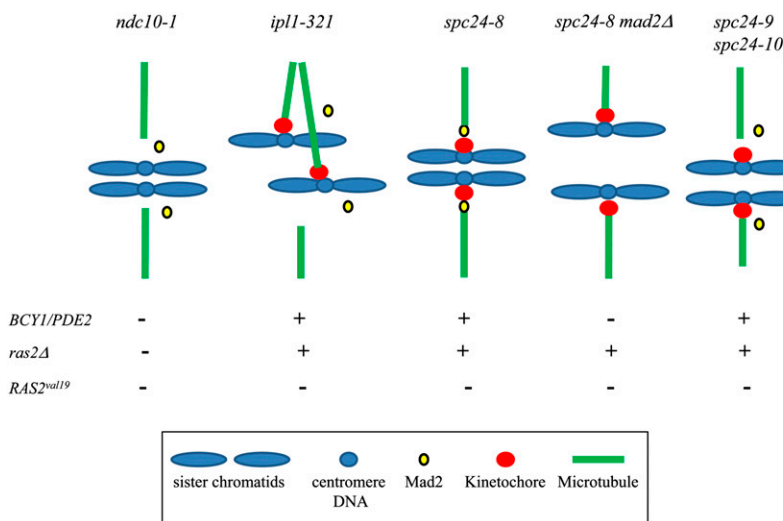 ndc10-1 ipl1-321 spc24-8 spc24-8 mad2Δ spc24-9
spc24-10
BCY1/PDE2 - + + - +
ras2Δ - + + + +
RAS2val19 - - - - -
sister chromatids centromere DNA Mad2 Kinetochore Microtubule